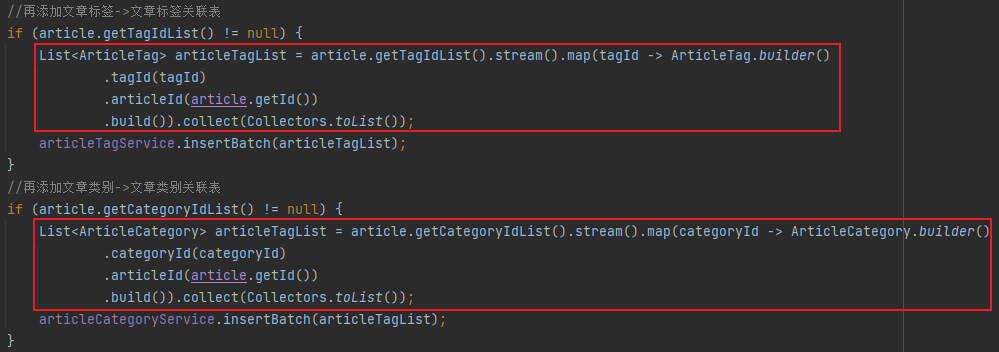 //再添加文章标签->文章标签关联表
if (article.getTagIdList() != null) {
    List<ArticleTag> articleTagList = article.getTagIdList().stream().map(tagId -> ArticleTag.builder()
            .tagId(tagId)
            .articleId(article.getId())
            .build()).collect(Collectors.toList());
    articleTagService.insertBatch(articleTagList);
}
//再添加文章类别->文章类别关联表
if (article.getCategoryIdList() != null) {
    List<ArticleCategory> articleTagList = article.getCategoryIdList().stream().map(categoryId -> ArticleCategory.builder()
            .categoryId(categoryId)
            .articleId(article.getId())
            .build()).collect(Collectors.toList());
    articleCategoryService.insertBatch(articleTagList);
}